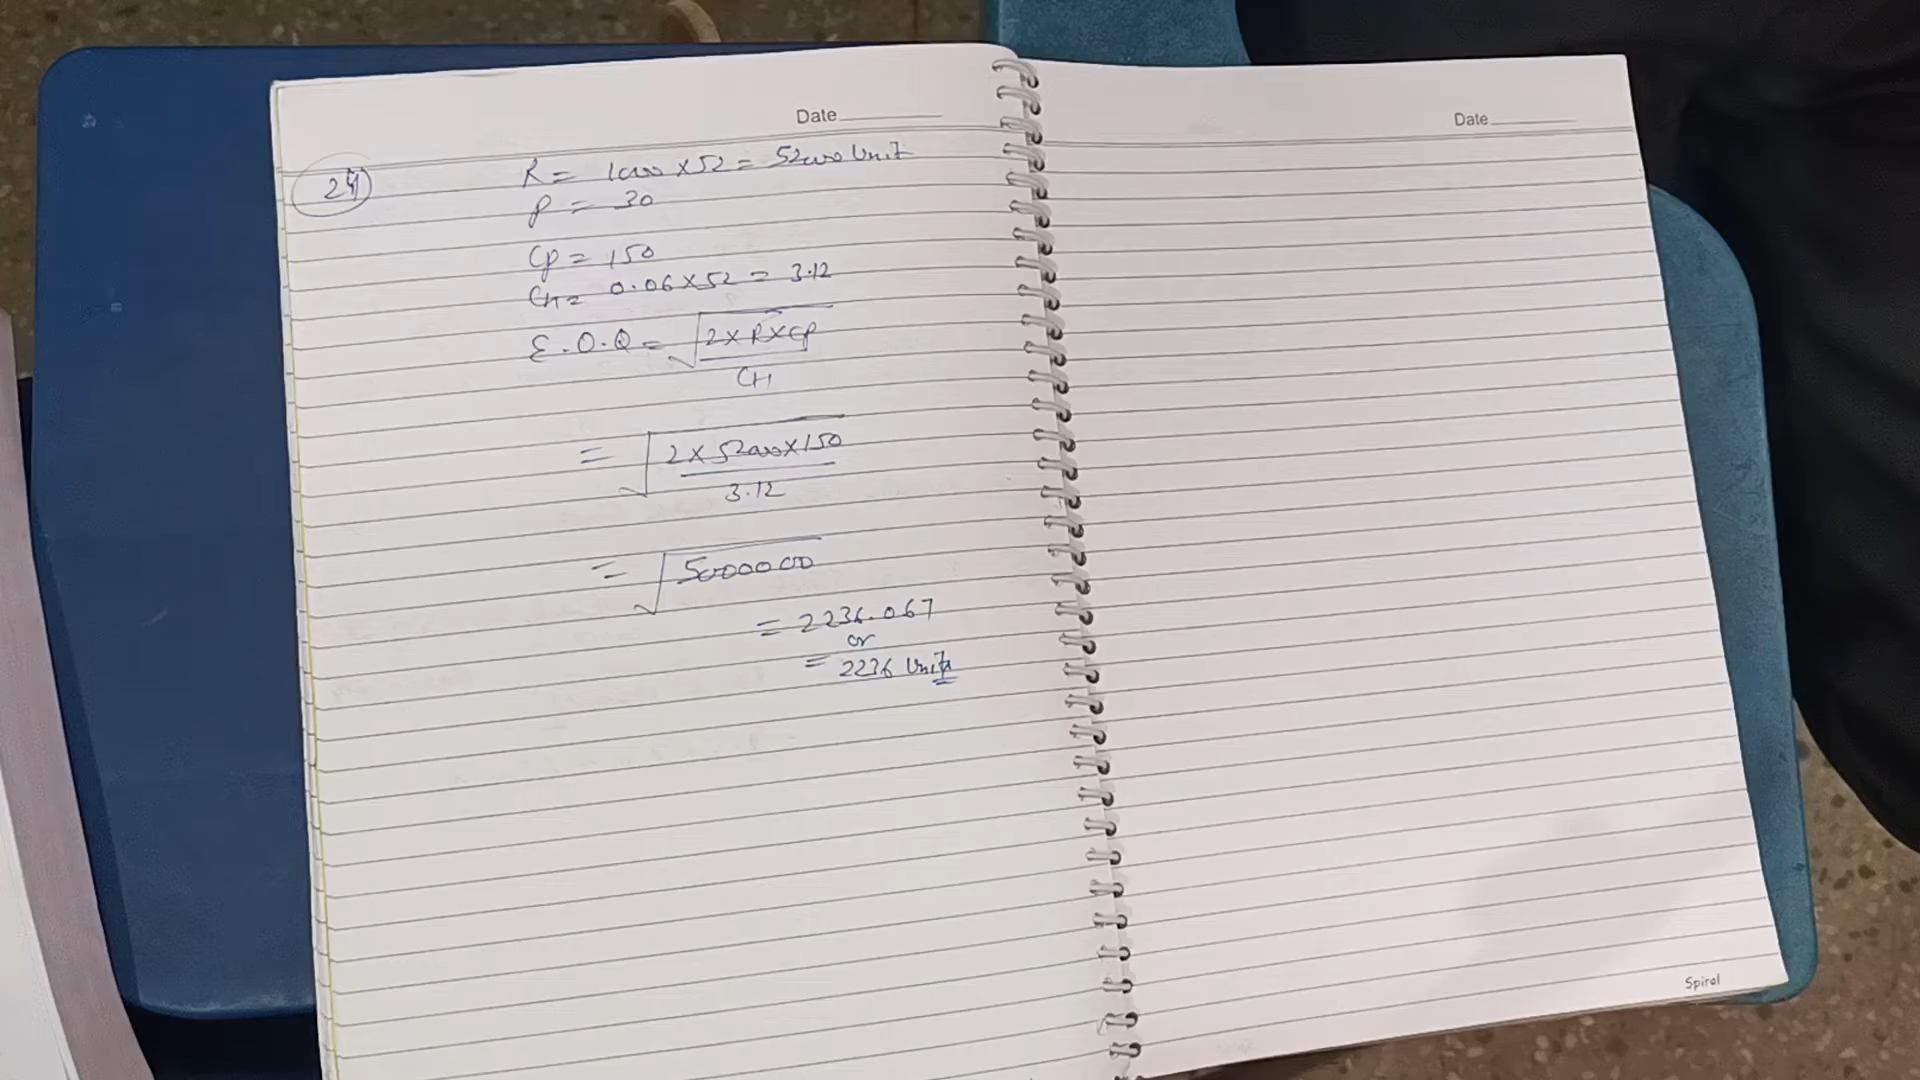 Date
24
R = 1000 x 52 = 52000 Unit
P = 30
Cp = 150
CH = 0.06 x 52 = 3.12
E.O.Q = √2 x R x Cp
CH
= √2 x 52000 x 150
3.12
= √5000000
= 2236.067
or
= 2236 Units
Date
Spiral